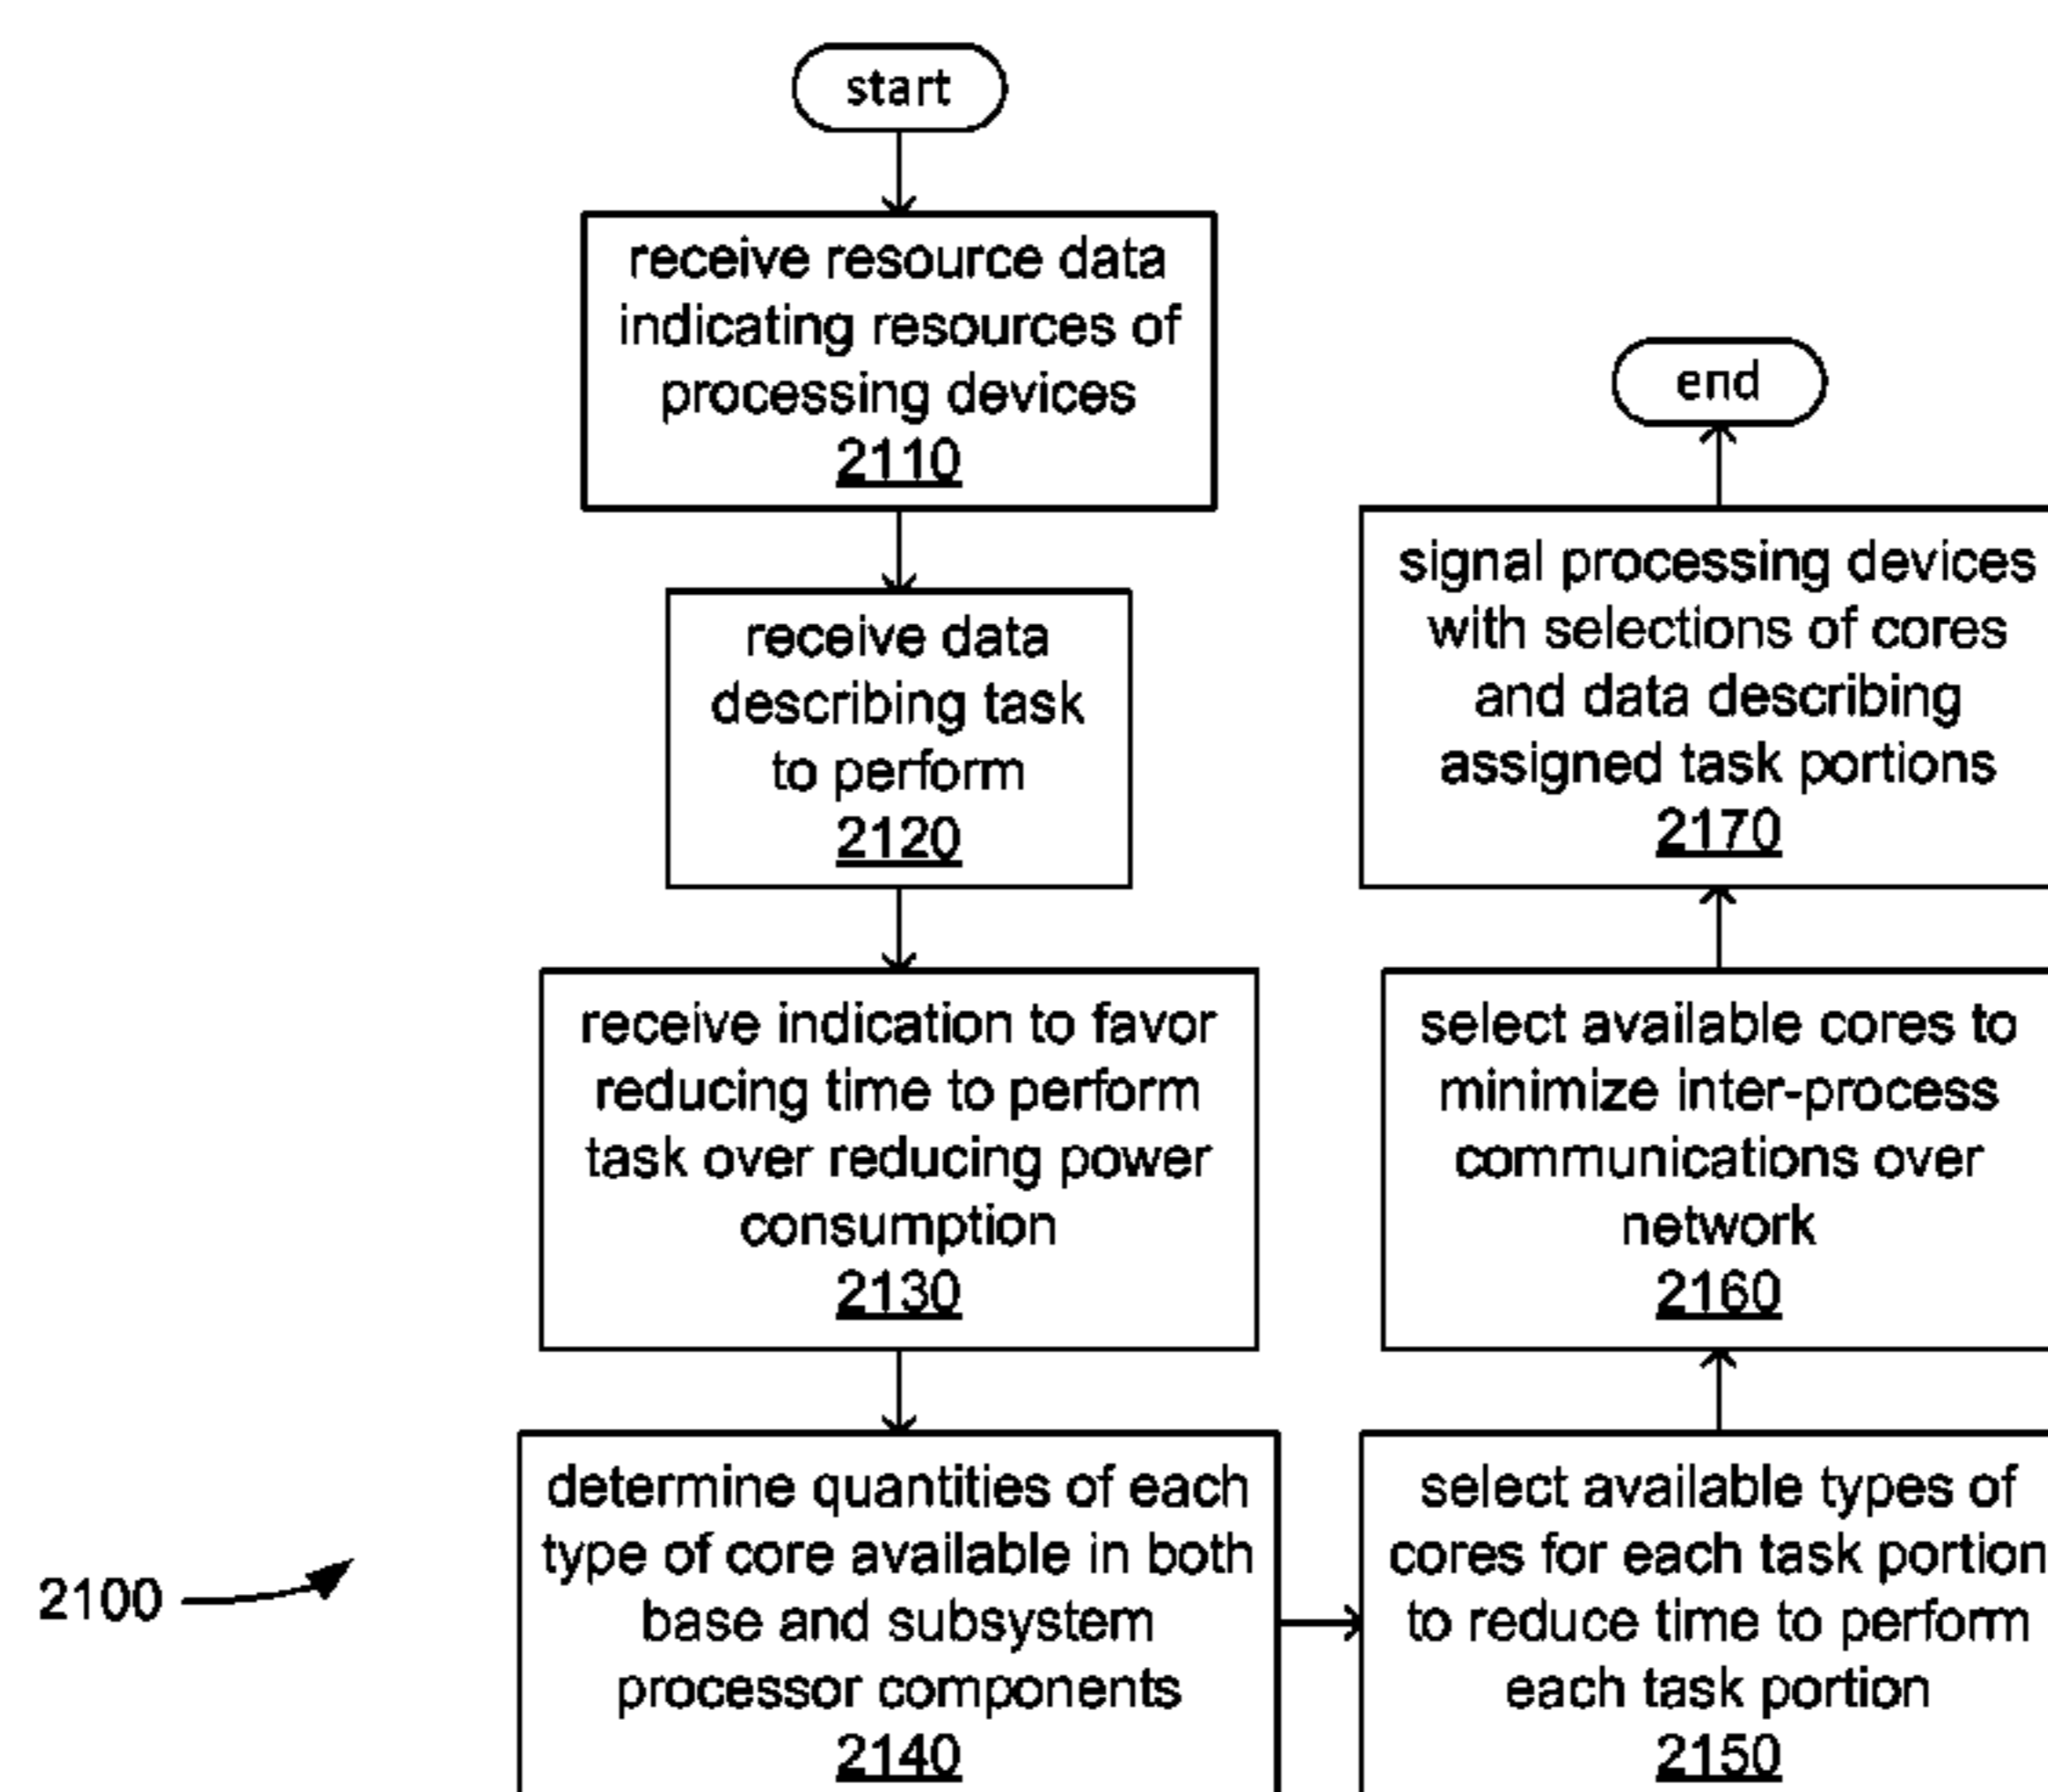 start
receive resource data
indicating resources of
processing devices
2110
receive data
describing task
to perform
2120
receive indication to favor
reducing time to perform
task over reducing power
consumption
2130
determine quantities of each
type of core available in both
base and subsystem
processor components
2140
select available types of
cores for each task portion
to reduce time to perform
each task portion
2150
select available cores to
minimize inter-process
communications over
network
2160
signal processing devices
with selections of cores
and data describing
assigned task portions
2170
end
2100